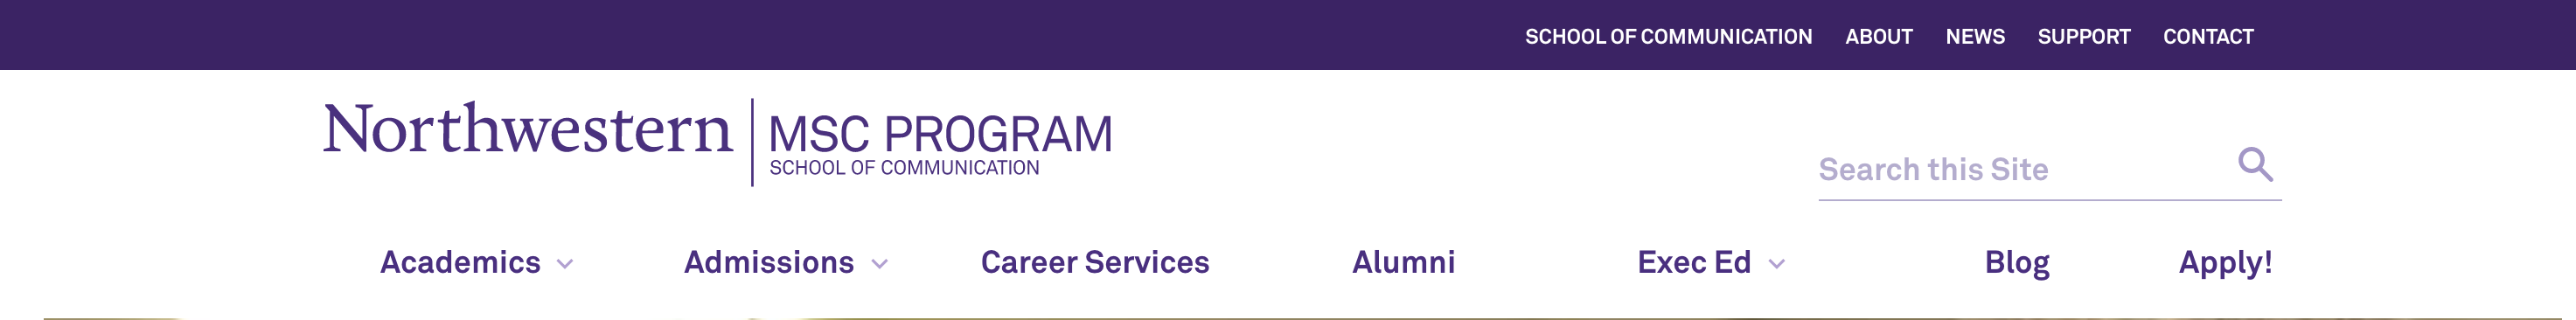 SCHOOL OF COMMUNICATION ABOUT NEWS SUPPORT CONTACT
Northwestern MSC PROGRAM
SCHOOL OF COMMUNICATION
Search this Site
Academics Admissions Career Services Alumni Exec Ed Blog Apply!